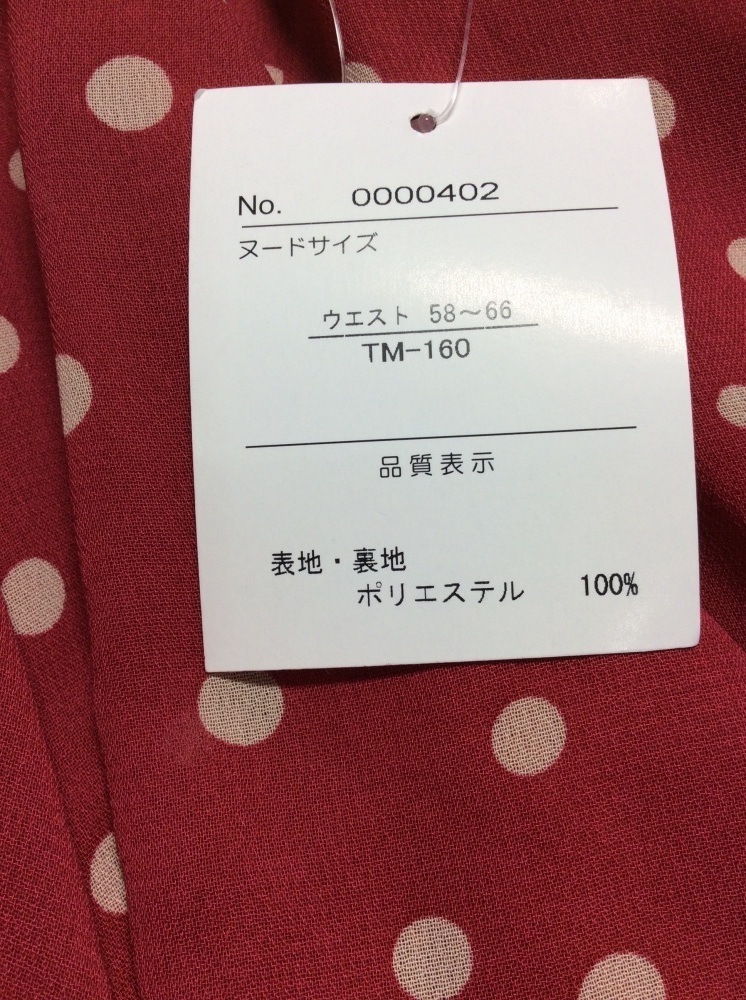 No. 0000402
ヌードサイズ
ウエスト 58～66
TM-160
品質表示
表地・裏地
ポリエステル 100%